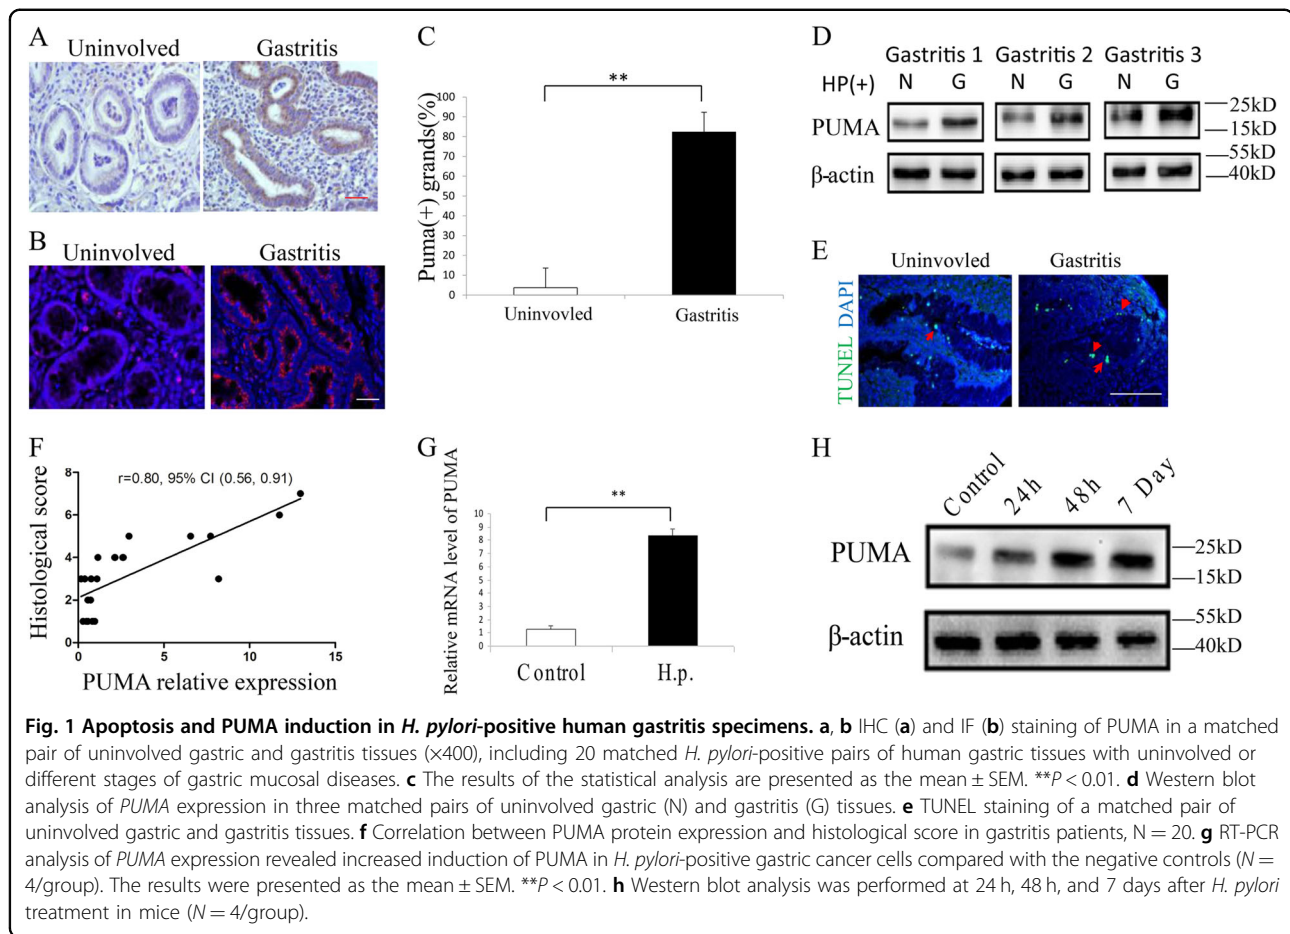 A
Uninvolved Gastritis
B
Uninvolved Gastritis
C
Puma(+) grands(%)
100
90
80
70
60
50
40
30
20
10
0
**
Uninvovled Gastritis
D
Gastritis 1 Gastritis 2 Gastritis 3
HP(+) N G N G N G
PUMA
25kD
15kD
β-actin
55kD
40kD
E
Uninvovled Gastritis
TUNEL DAPI
F
Histological score
8
6
4
2
0
r=0.80, 95% CI (0.56, 0.91)
0 5 10 15
PUMA relative expression
G
Relative mRNA level of PUMA
10
9
8
7
6
5
4
3
2
1
0
**
Control H.p.
H
Control 24h 48h 7 Day
PUMA
25kD
15kD
β-actin
55kD
40kD
Fig. 1 Apoptosis and PUMA induction in H. pylori-positive human gastritis specimens. a, b IHC (a) and IF (b) staining of PUMA in a matched
pair of uninvolved gastric and gastritis tissues (×400), including 20 matched H. pylori-positive pairs of human gastric tissues with uninvolved or
different stages of gastric mucosal diseases. c The results of the statistical analysis are presented as the mean ± SEM. **P < 0.01. d Western blot
analysis of PUMA expression in three matched pairs of uninvolved gastric (N) and gastritis (G) tissues. e TUNEL staining of a matched pair of
uninvolved gastric and gastritis tissues. f Correlation between PUMA protein expression and histological score in gastritis patients, N = 20. g RT-PCR
analysis of PUMA expression revealed increased induction of PUMA in H. pylori-positive gastric cancer cells compared with the negative controls (N =
4/group). The results were presented as the mean ± SEM. **P < 0.01. h Western blot analysis was performed at 24 h, 48 h, and 7 days after H. pylori
treatment in mice (N = 4/group).